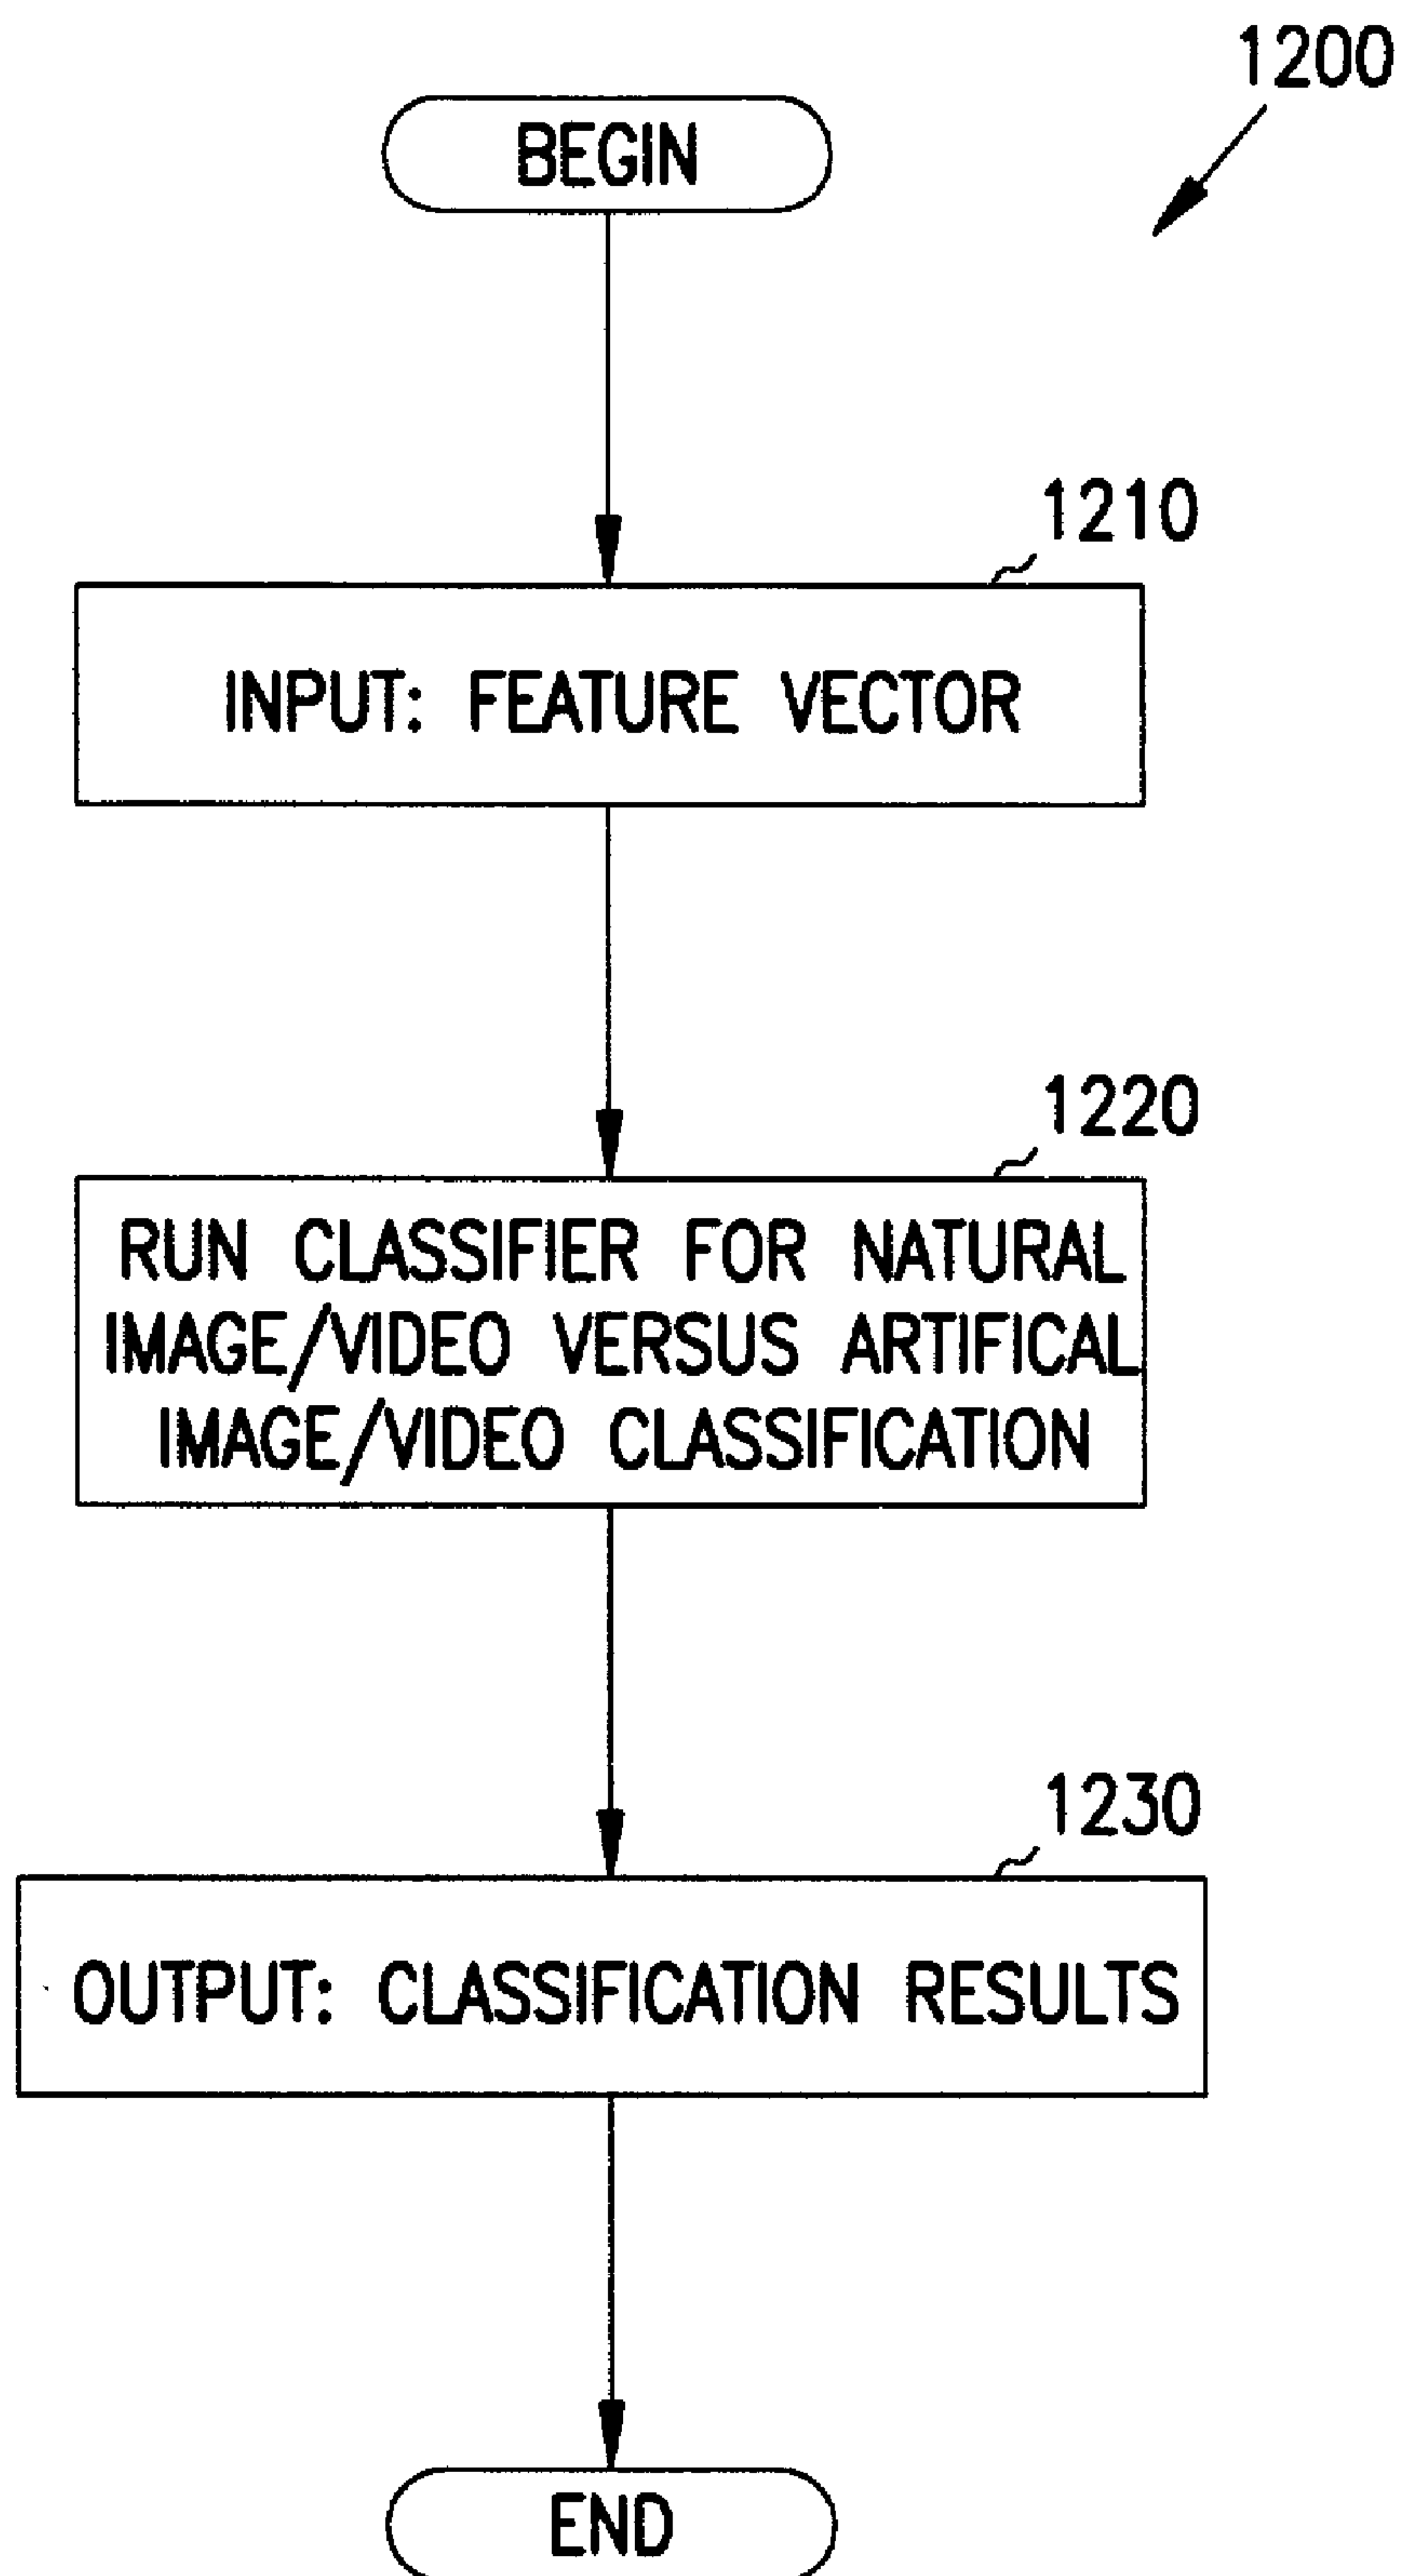 1200
BEGIN
1210
INPUT: FEATURE VECTOR
1220
RUN CLASSIFIER FOR NATURAL
IMAGE/VIDEO VERSUS ARTIFICAL
IMAGE/VIDEO CLASSIFICATION
1230
OUTPUT: CLASSIFICATION RESULTS
END